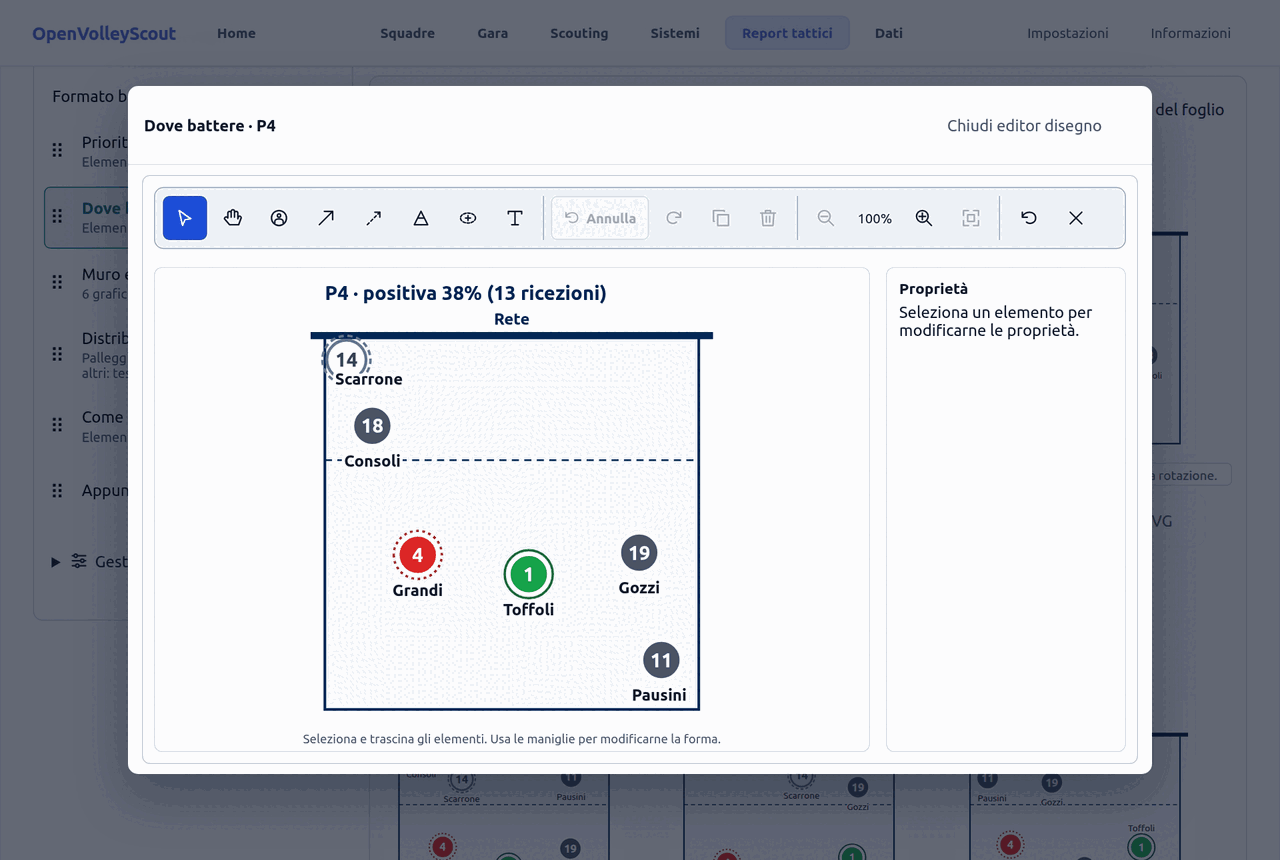 OpenVolleyScout Home Squadre Gara Scouting Sistemi Report tattici Dati Impostazioni Informazioni
Formato
del foglio
Elemen
Elemen
Muro e
6 grafic
Distrib
Pallegg
altri: tes
Come
Elemen
Appun
Gest
Dove battere · P4
Chiudi editor disegno
Annulla
100%
P4 · positiva 38% (13 ricezioni)
Rete
14
Scarrone
18
Consoli
4
Grandi
1
Toffoli
19
Gozzi
11
Pausini
Seleziona e trascina gli elementi. Usa le maniglie per modificarne la forma.
Proprietà
Seleziona un elemento per
modificarne le proprietà.
a rotazione.
VG
Consoli
14
Scarrone
11
Pausini
4
19
14
Scarrone
19
Gozzi
4
1
11
Pausini
19
Gozzi
Toffoli
4
1